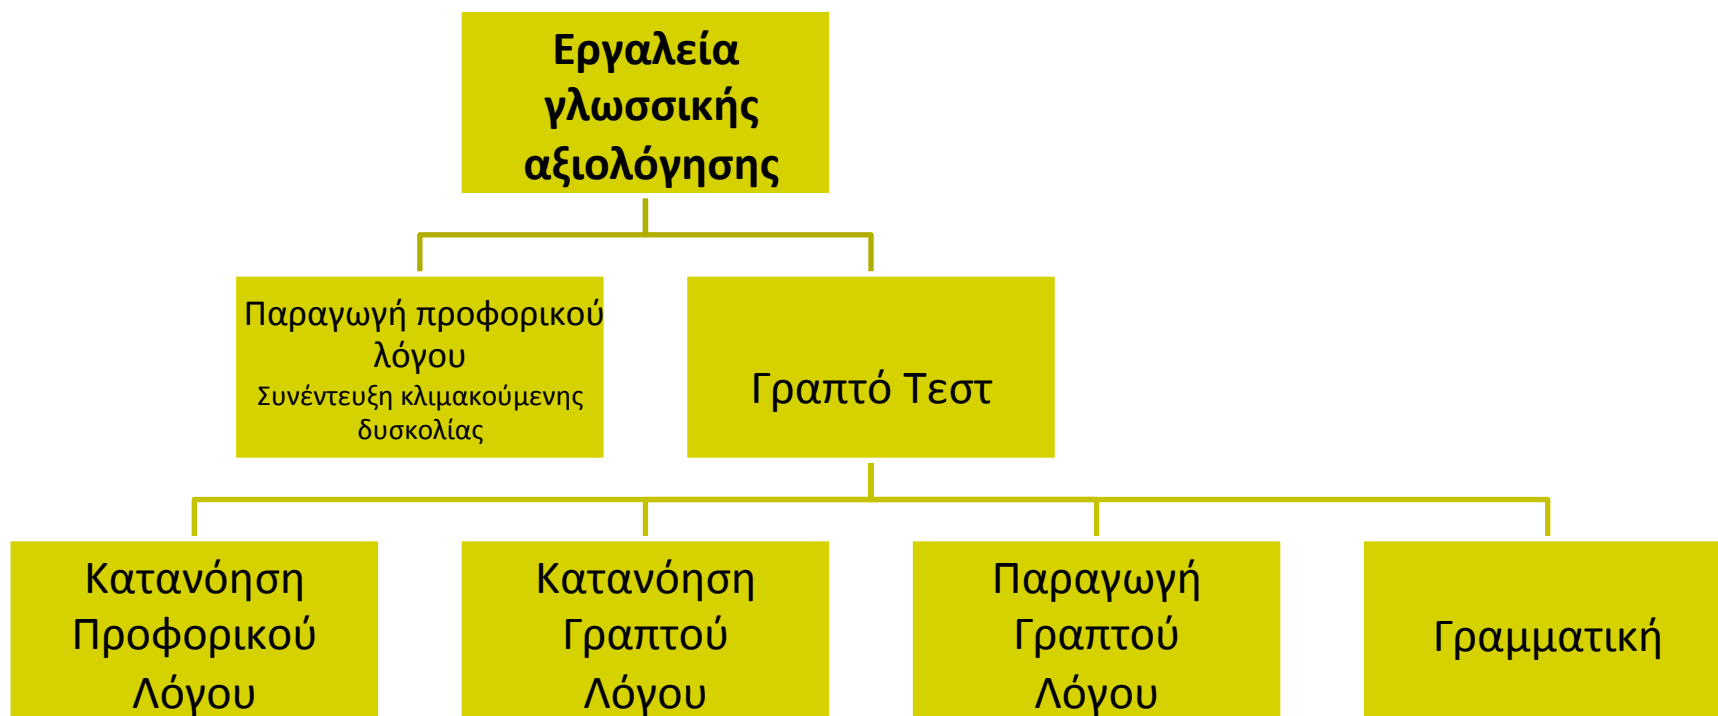 Εργαλεία
γλωσσικής
αξιολόγησης
Παραγωγή προφορικού
λόγου
Συνέντευξη κλιμακούμενης
δυσκολίας
Γραπτό Τεστ
Κατανόηση
Προφορικού
Λόγου
Κατανόηση
Γραπτού
Λόγου
Παραγωγή
Γραπτού
Λόγου
Γραμματική